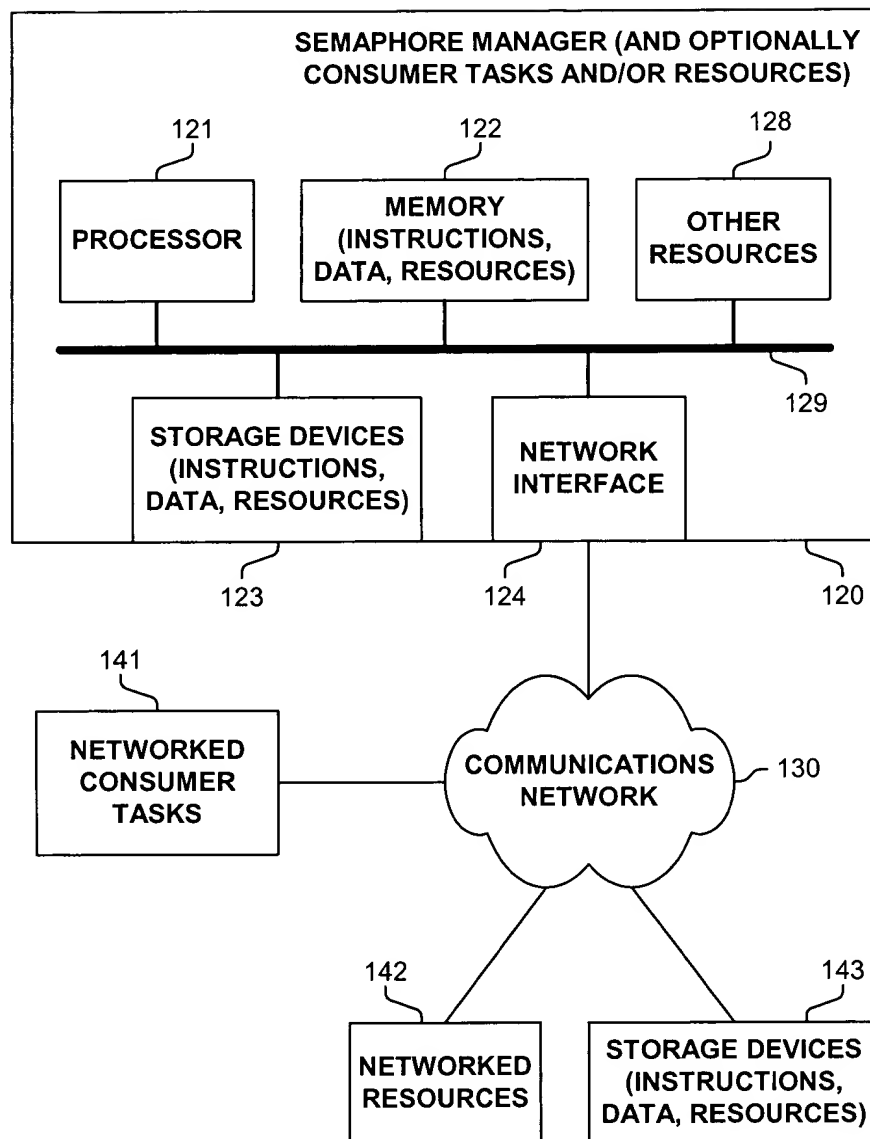 SEMAPHORE MANAGER (AND OPTIONALLY
CONSUMER TASKS AND/OR RESOURCES)
121
122
128
PROCESSOR
MEMORY
(INSTRUCTIONS,
DATA, RESOURCES)
OTHER
RESOURCES
129
STORAGE DEVICES
(INSTRUCTIONS,
DATA, RESOURCES)
NETWORK
INTERFACE
123
124
120
141
NETWORKED
CONSUMER
TASKS
COMMUNICATIONS
NETWORK
130
142
143
NETWORKED
RESOURCES
STORAGE DEVICES
(INSTRUCTIONS,
DATA, RESOURCES)